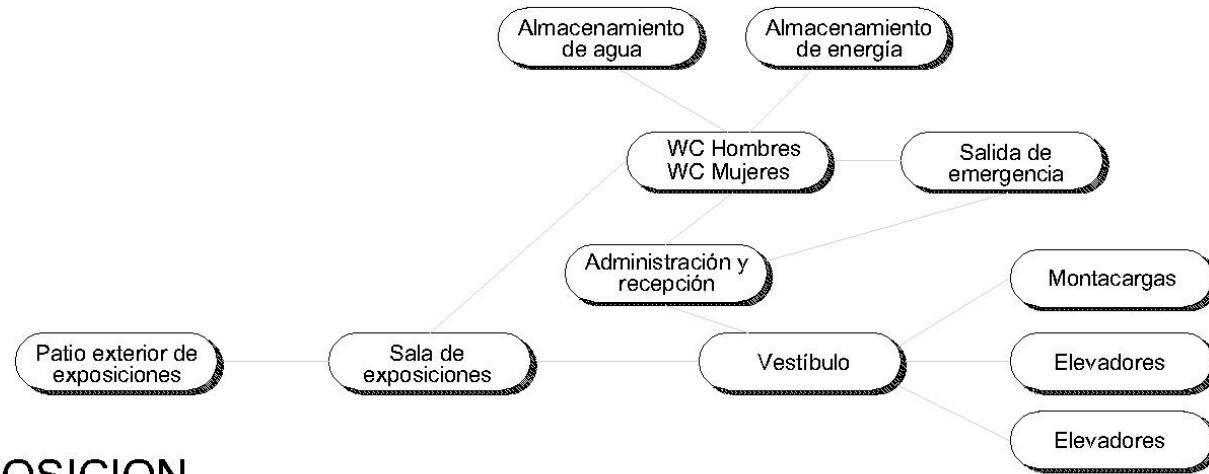 Almacenamiento
de agua
Almacenamiento
de energía
WC Hombres
WC Mujeres
Salida de
emergencia
Administración y
recepción
Montacargas
Patio exterior de
exposiciones
Sala de
exposiciones
Vestíbulo
Elevadores
Elevadores